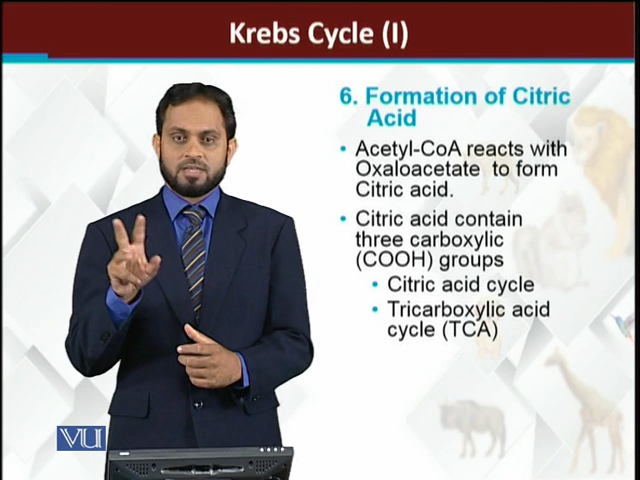 Krebs Cycle (I)
6. Formation of Citric
Acid
• Acetyl-CoA reacts with
Oxaloacetate to form
Citric acid.
• Citric acid contain
three carboxylic
(COOH) groups
• Citric acid cycle
• Tricarboxylic acid
cycle (TCA)
VU